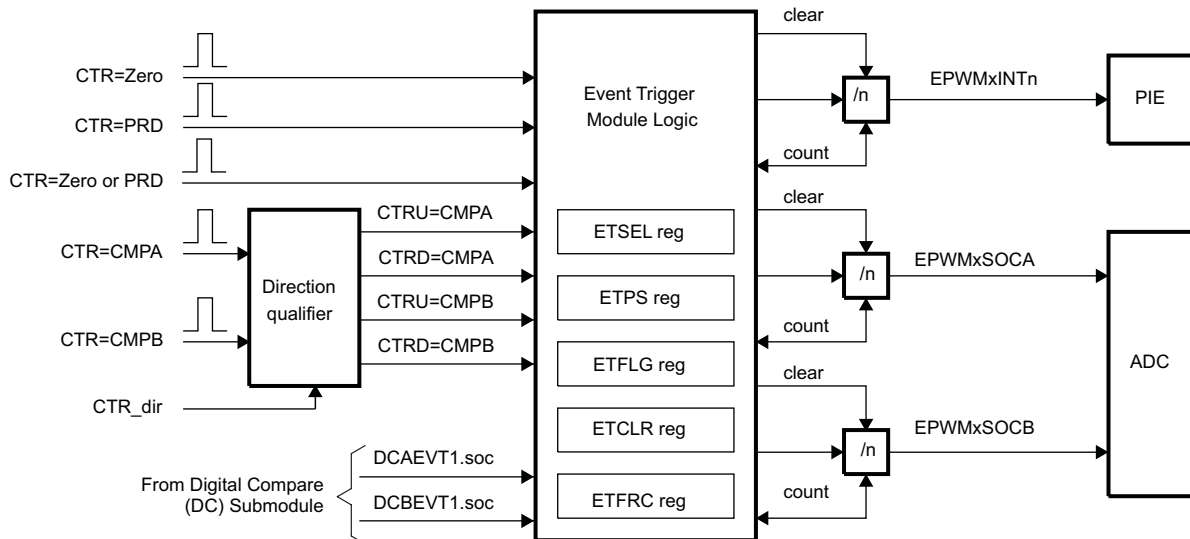 clear
CTR=Zero
Event Trigger
Module Logic
/n
EPWMxINTn
PIE
CTR=PRD
count
CTR=Zero or PRD
CTRU=CMPA
clear
CTR=CMPA
ETSEL reg
CTRD=CMPA
/n
EPWMxSOCA
Direction
qualifier
CTRU=CMPB
ETPS reg
CTR=CMPB
count
CTRD=CMPB
ETFLG reg
ADC
clear
CTR_dir
ETCLR reg
/n
EPWMxSOCB
DCAEVT1.soc
From Digital Compare
(DC) Submodule
DCBEVT1.soc
ETFRC reg
count